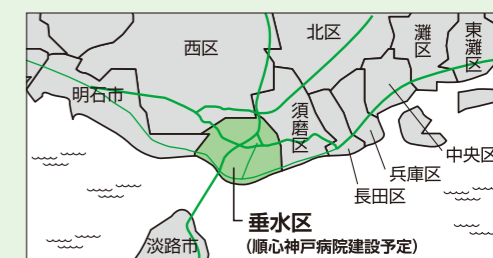 西区
北区
灘区
東灘区
明石市
須磨区
中央区
兵庫区
長田区
垂水区
(順心神戸病院建設予定)
淡路市